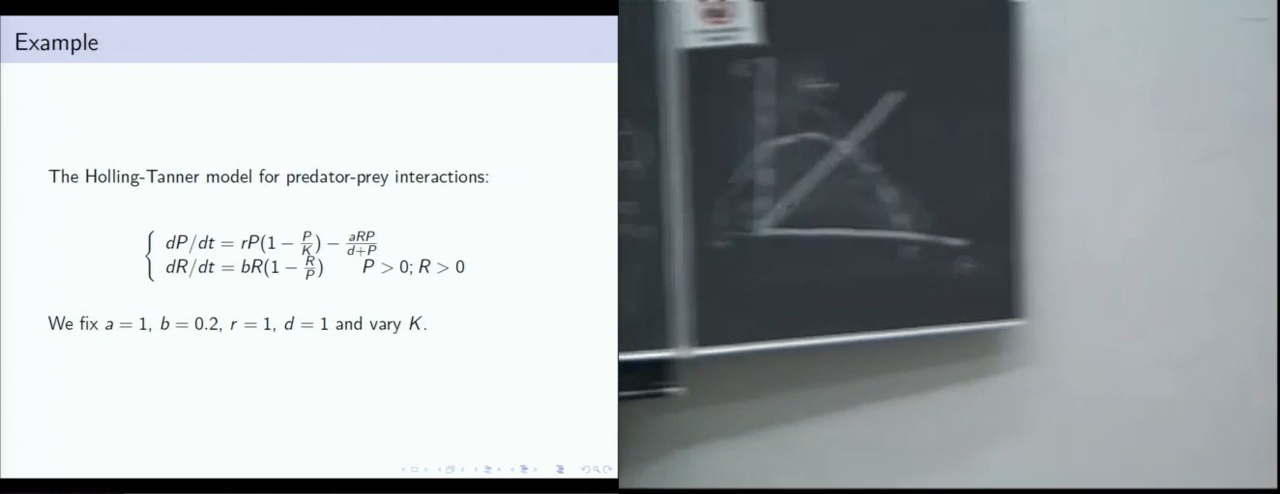 Example
The Holling-Tanner model for predator-prey interactions:
dP/dt = rP(1 − P/K) − aRP/(d+P)
dR/dt = bR(1 − R/P)     P > 0; R > 0
We fix a = 1, b = 0.2, r = 1, d = 1 and vary K.